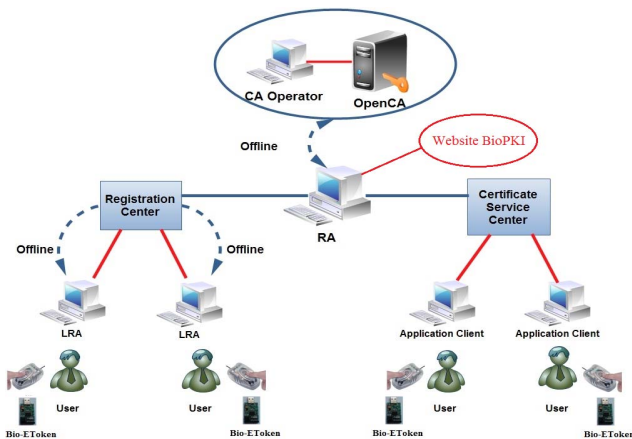 CA Operator
OpenCA
Offline
Website BioPKI
Registration
Center
RA
Certificate
Service
Center
Offline
Offline
LRA
LRA
Application Client
Application Client
User
User
User
User
Bio-EToken
Bio-EToken
Bio-EToken
Bio-EToken